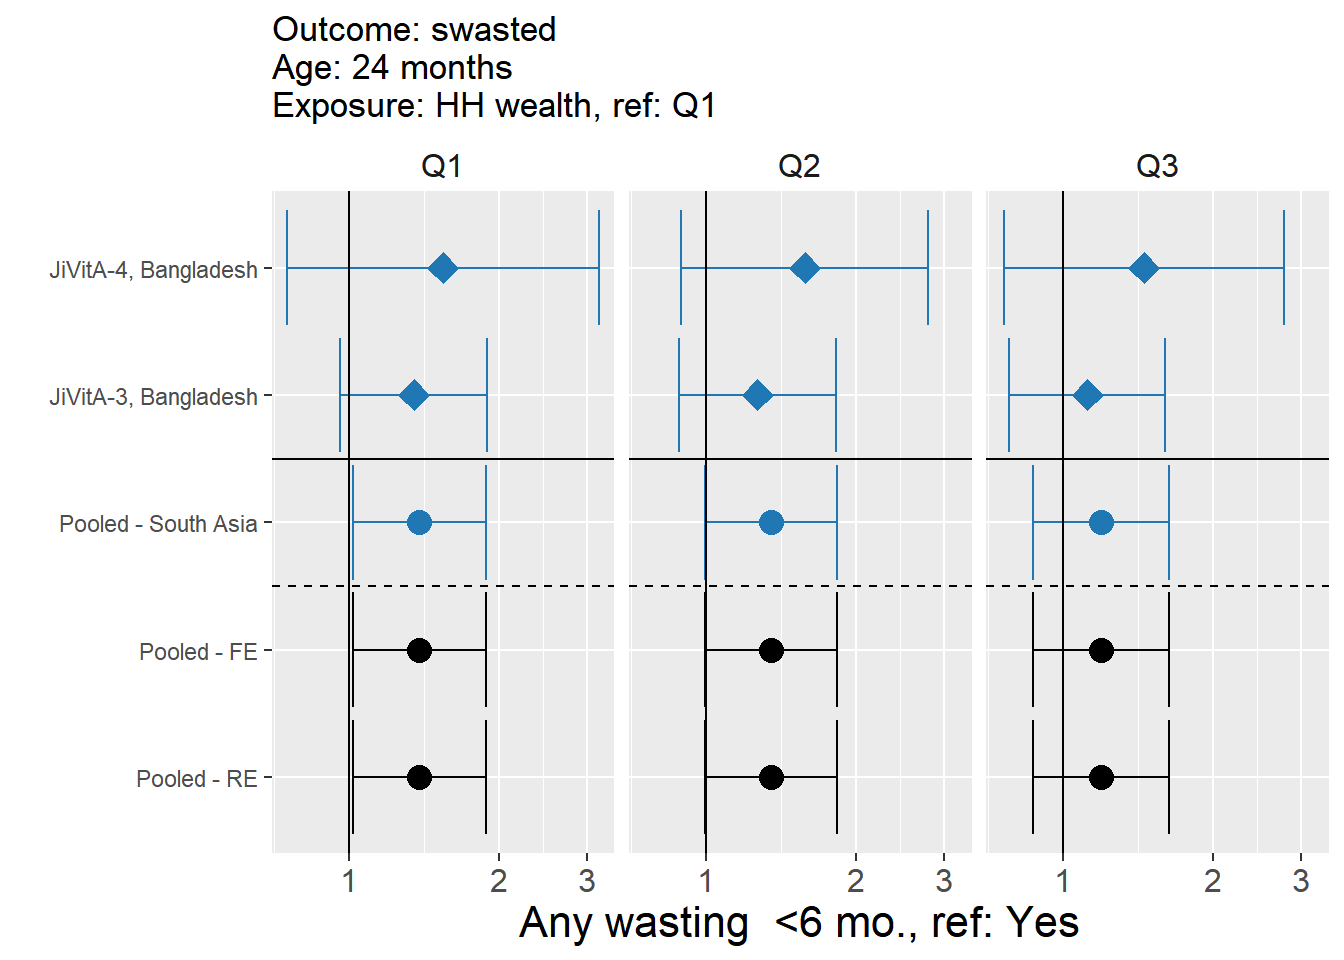 Outcome: swasted
Age: 24 months
Exposure: HH wealth, ref: Q1
Q1 Q2 Q3
JiVitA-4, Bangladesh
JiVitA-3, Bangladesh
Pooled - South Asia
Pooled - FE
Pooled - RE
1 2 3 1 2 3 1 2 3
Any wasting  <6 mo., ref: Yes